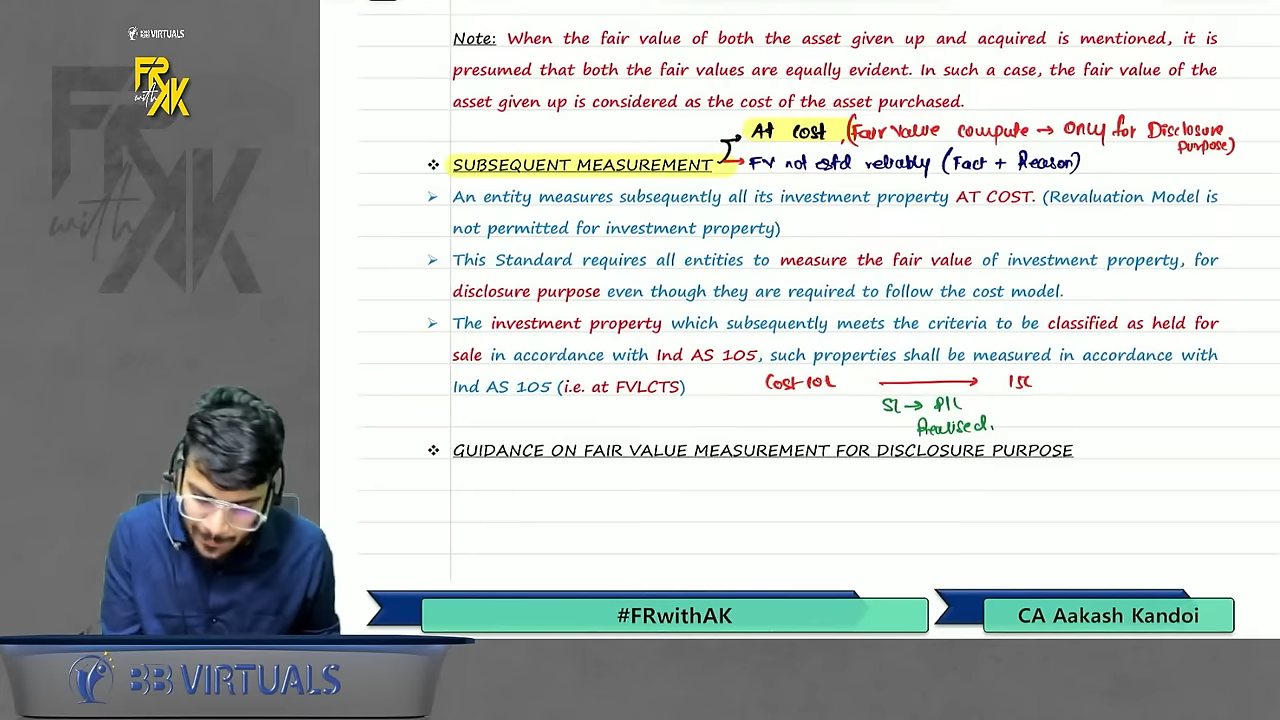 BB VIRTUALS
FR
with
AK
FR
with
AK
Note: When the fair value of both the asset given up and acquired is mentioned, it is
presumed that both the fair values are equally evident. In such a case, the fair value of the
asset given up is considered as the cost of the asset purchased.
At cost (Fair value compute → Only for Disclosure
purpose)
❖ SUBSEQUENT MEASUREMENT → FV not estd reliably (Fact + Reason)
➢ An entity measures subsequently all its investment property AT COST. (Revaluation Model is
not permitted for investment property)
➢ This Standard requires all entities to measure the fair value of investment property, for
disclosure purpose even though they are required to follow the cost model.
➢ The investment property which subsequently meets the criteria to be classified as held for
sale in accordance with Ind AS 105, such properties shall be measured in accordance with
Ind AS 105 (i.e. at FVLCTS)
Cost 10L → 15L
5L → P/L
❖ GUIDANCE ON FAIR VALUE MEASUREMENT FOR DISCLOSURE PURPOSE
#FRwithAK
CA Aakash Kandoi
BB VIRTUALS